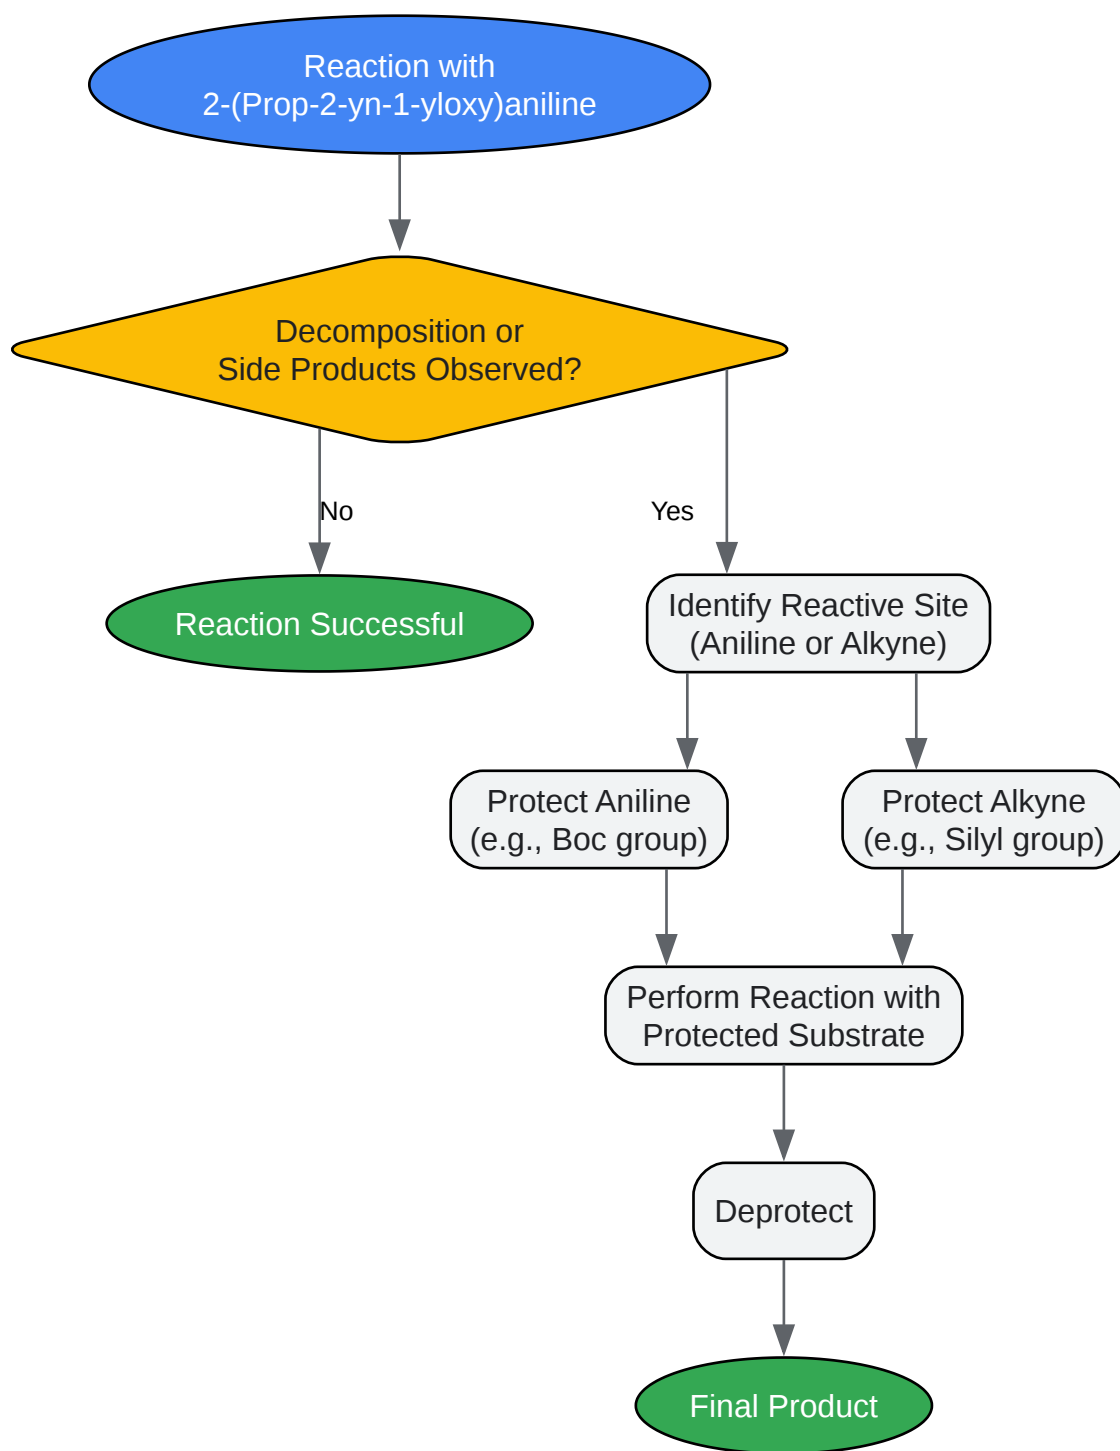 Reaction with
2-(Prop-2-yn-1-yloxy)aniline
Decomposition or
Side Products Observed?
No
Yes
Reaction Successful
Identify Reactive Site
(Aniline or Alkyne)
Protect Aniline
(e.g., Boc group)
Protect Alkyne
(e.g., Silyl group)
Perform Reaction with
Protected Substrate
Deprotect
Final Product